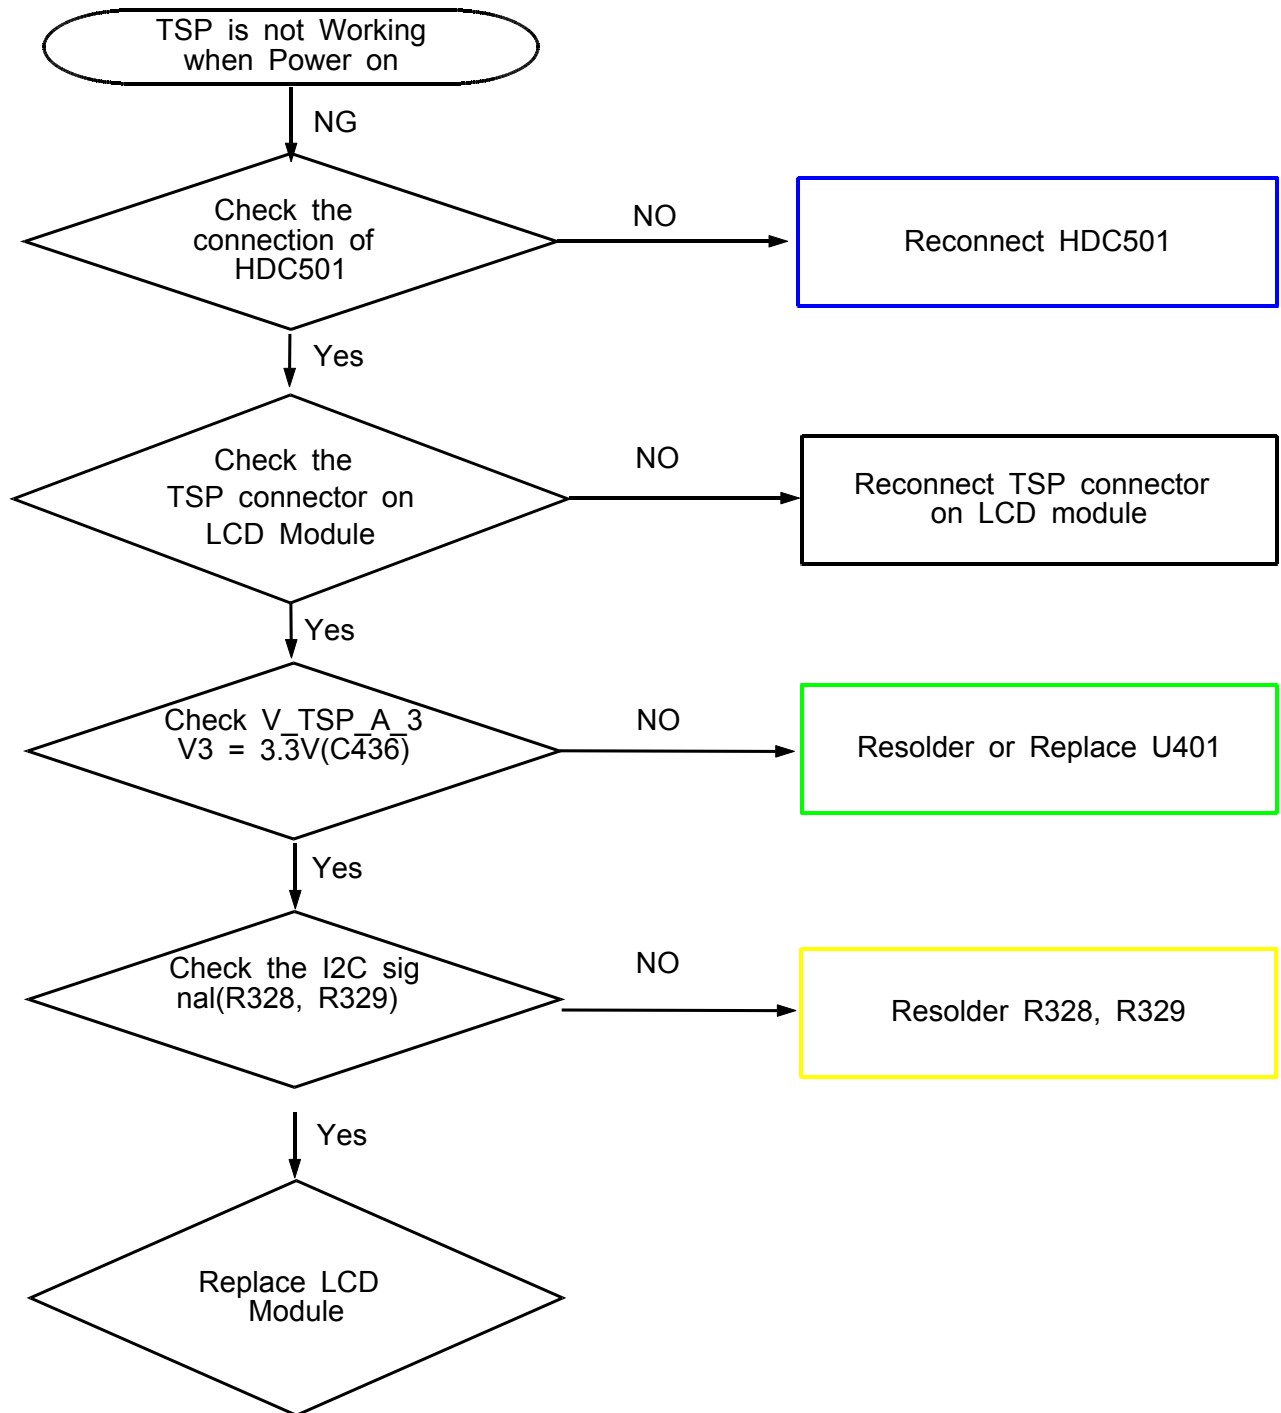 TSP is not Working
when Power on
NG
Check the
connection of
HDC501
NO
Reconnect HDC501
Yes
Check the
TSP connector on
LCD Module
NO
Reconnect TSP connector
on LCD module
Yes
Check V_TSP_A_3
V3 = 3.3V(C436)
NO
Resolder or Replace U401
Yes
Check the I2C sig
nal(R328, R329)
NO
Resolder R328, R329
Yes
Replace LCD
Module